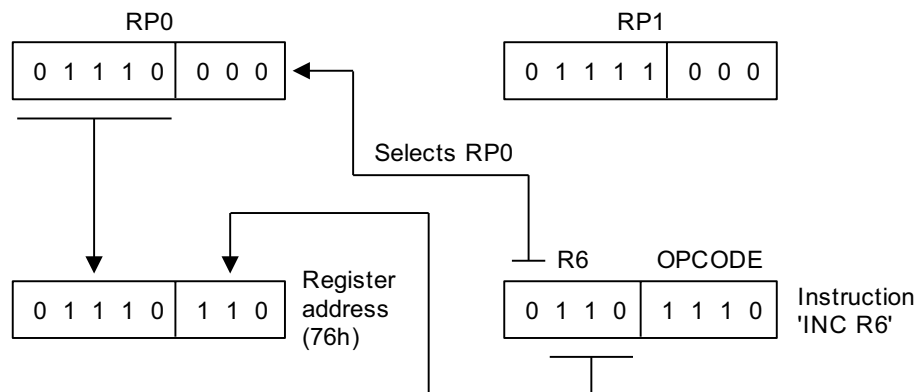 RP0 RP1
0 1 1 1 0 0 0 0 0 1 1 1 1 0 0 0
Selects RP0
R6 OPCODE
0 1 1 1 0 1 1 0 Register address (76h) 0 1 1 0 1 1 1 0 Instruction 'INC R6'